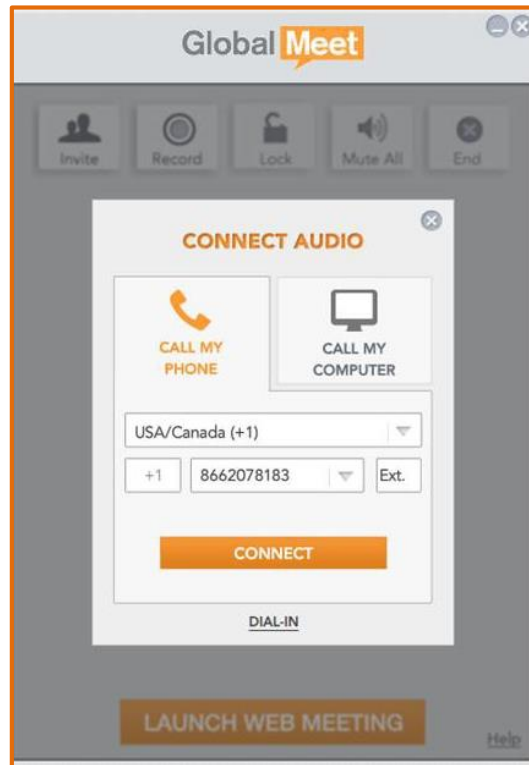 Global Meet
Invite Record Lock Mute All End
CONNECT AUDIO
CALL MY
PHONE
CALL MY
COMPUTER
USA/Canada (+1)
+1 8662078183 Ext.
CONNECT
DIAL-IN
LAUNCH WEB MEETING
Help